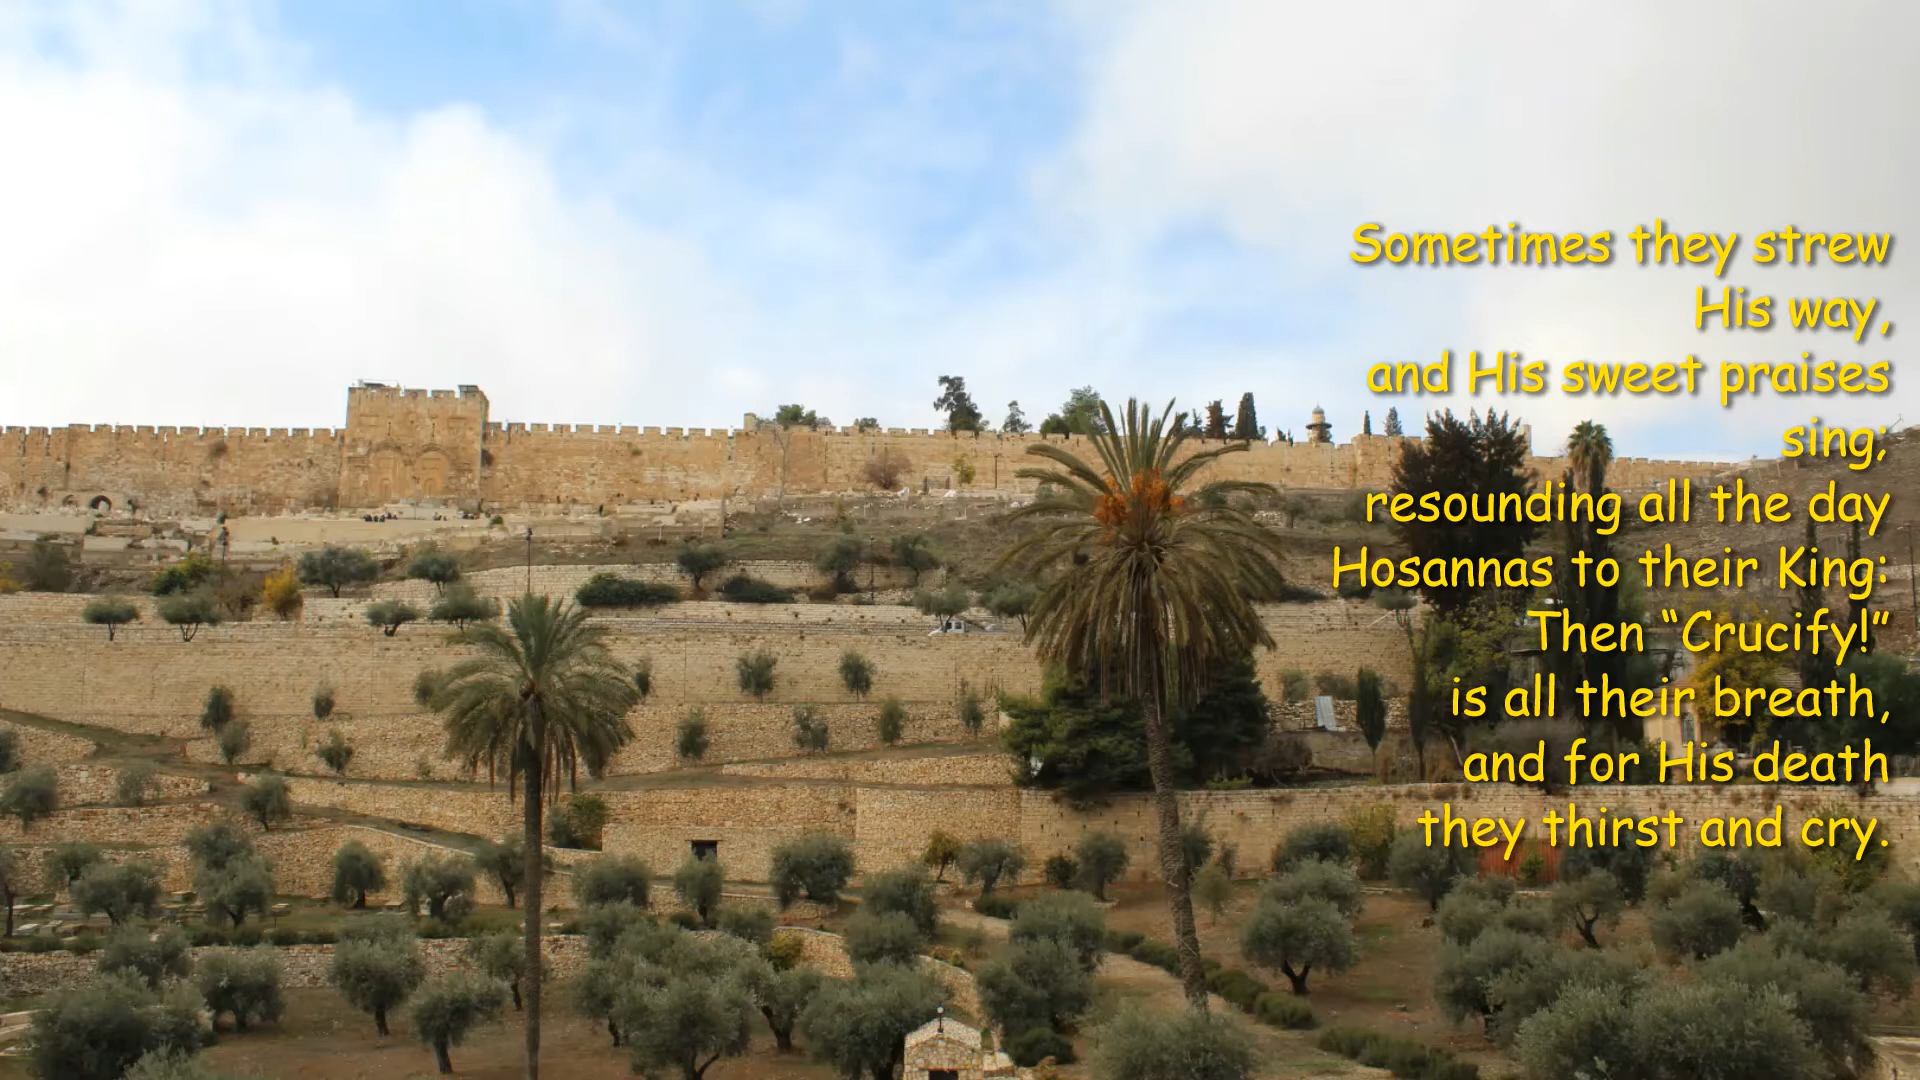 Sometimes they strew
His way,
and His sweet praises
sing;
resounding all the day
Hosannas to their King:
Then “Crucify!”
is all their breath,
and for His death
they thirst and cry.